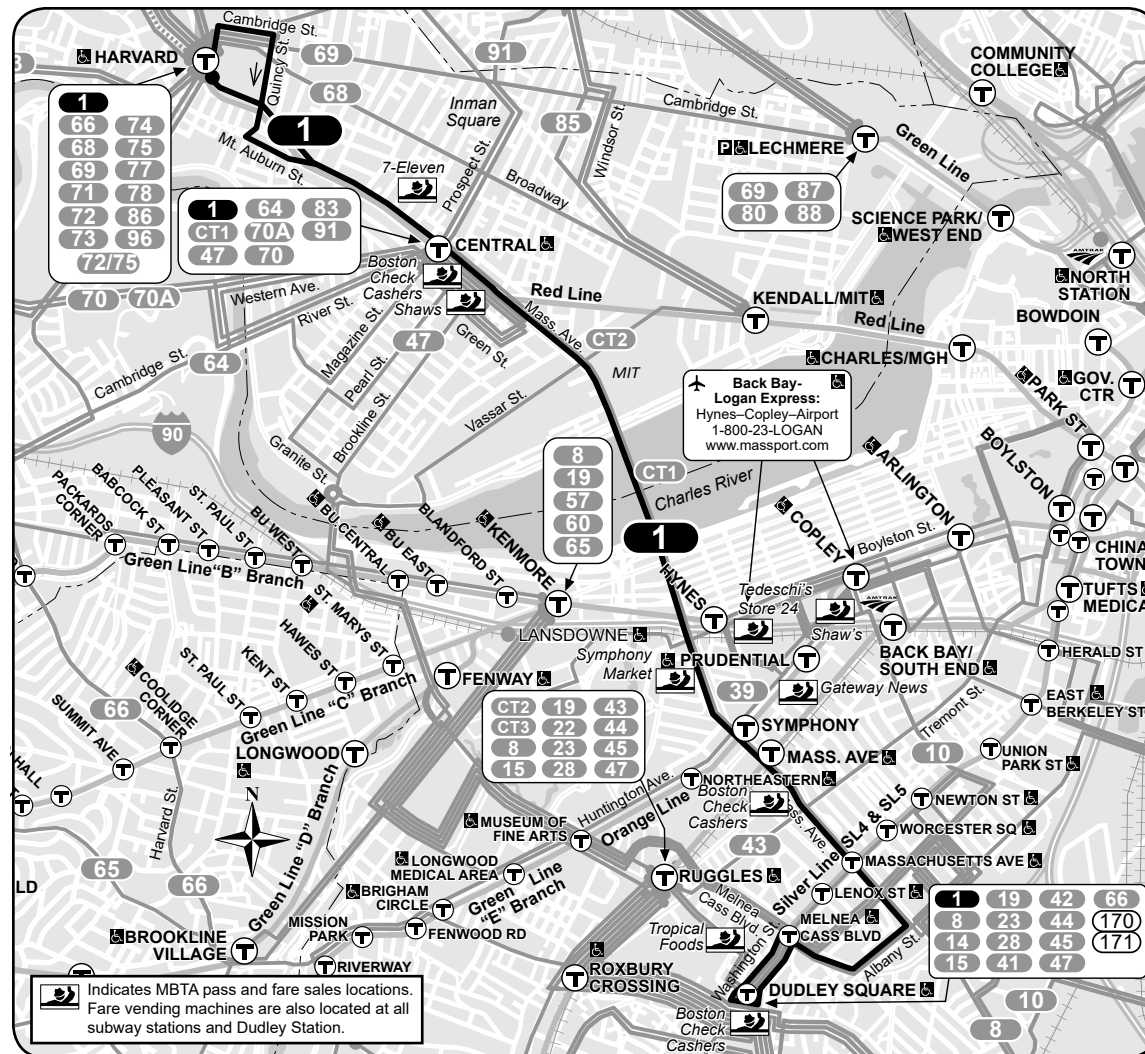 Cambridge St.
HARVARD
Quincy St.
69
91
COMMUNITY
COLLEGE
1
66 74
68 75
69 77
71 78
72 86
73 96
72/75
68
Inman
Square
1
85
Windsor St.
Cambridge St.
Green Line
P LECHMERE
69 87
80 88
Mt. Auburn St.
7-Eleven
Prospect St.
Broadway
SCIENCE PARK/
WEST END
AMTRAK
NORTH
STATION
1 64 83
CT1 70A 91
47 70
CENTRAL
Boston
Check
Cashers
Shaws
70 70A
Western Ave.
River St.
Magazine St.
Pearl St.
Brookline St.
47
Green St.
Red Line
Mass. Ave.
CT2
KENDALL/MIT
Red Line
BOWDOIN
CHARLES/MGH
GOV.
CTR
PARK ST
64
Cambridge St.
MIT
Vassar St.
Granite St.
90
Back Bay-
Logan Express:
Hynes–Copley–Airport
1-800-23-LOGAN
www.massport.com
CT1
Charles River
1
8
19
57
60
65
ARLINGTON
BOYLSTON
COPLEY
Boylston St.
CHINA
TOWN
TUFTS
MEDICA
PACKARDS
CORNER
BABCOCK ST
PLEASANT ST
ST. PAUL ST
BU WEST
BU CENTRAL
BU EAST
BLANDFORD ST
KENMORE
HYNES
Green Line"B" Branch
Tedeschi's
Store 24
AMTRAK
Shaw's
BACK BAY/
SOUTH END
HERALD ST
LANSDOWNE
Symphony
Market
PRUDENTIAL
Gateway News
39
ST. MARYS ST
HAWES ST
KENT ST
ST. PAUL ST
COOLIDGE
CORNER
SUMMIT AVE
Green Line "C" Branch
66
FENWAY
CT2 19 43
CT3 22 44
8 23 45
15 28 47
SYMPHONY
MASS. AVE
Tremont St.
EAST
BERKELEY ST
10
UNION
PARK ST
LONGWOOD
NORTHEASTERN
Boston
Check
Cashers
Huntington Ave.
Orange Line
Mass. Ave.
NEWTON ST
WORCESTER SQ
MASSACHUSETTS AVE
Silver Line SL4 & SL5
HALL
Harvard St.
N
Green Line "D" Branch
MUSEUM OF
FINE ARTS
43
LONGWOOD
MEDICAL AREA
BRIGHAM
CIRCLE
Green Line
"E" Branch
RUGGLES
Melnea
Cass Blvd.
LENOX ST
MELNEA
CASS BLVD
Albany St.
65
66
LD
MISSION
PARK
FENWOOD RD
Tropical
Foods
Washington St.
1 19 42 66
8 23 44 170
14 28 45 171
15 41 47
BROOKLINE
VILLAGE
RIVERWAY
ROXBURY
CROSSING
DUDLEY SQUARE
Boston
Check
Cashers
10
8
Indicates MBTA pass and fare sales locations.
Fare vending machines are also located at all
subway stations and Dudley Station.